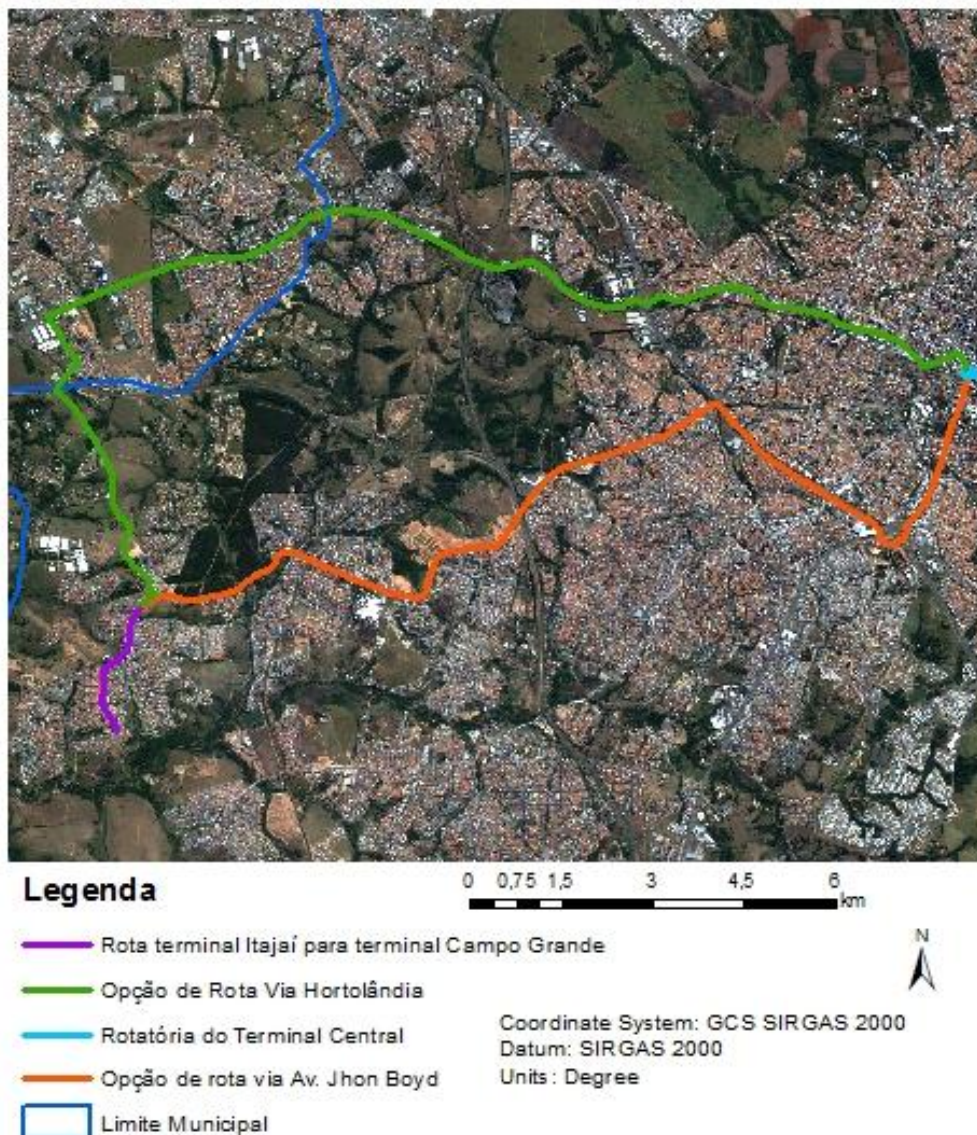 Legenda
0 0,75 1,5 3 4,5 6
km
Rota terminal Itajaí para terminal Campo Grande
Opção de Rota Via Hortolândia
Rotatória do Terminal Central
Opção de rota via Av. Jhon Boyd
Limite Municipal
N
Coordinate System: GCS SIRGAS 2000
Datum: SIRGAS 2000
Units: Degree